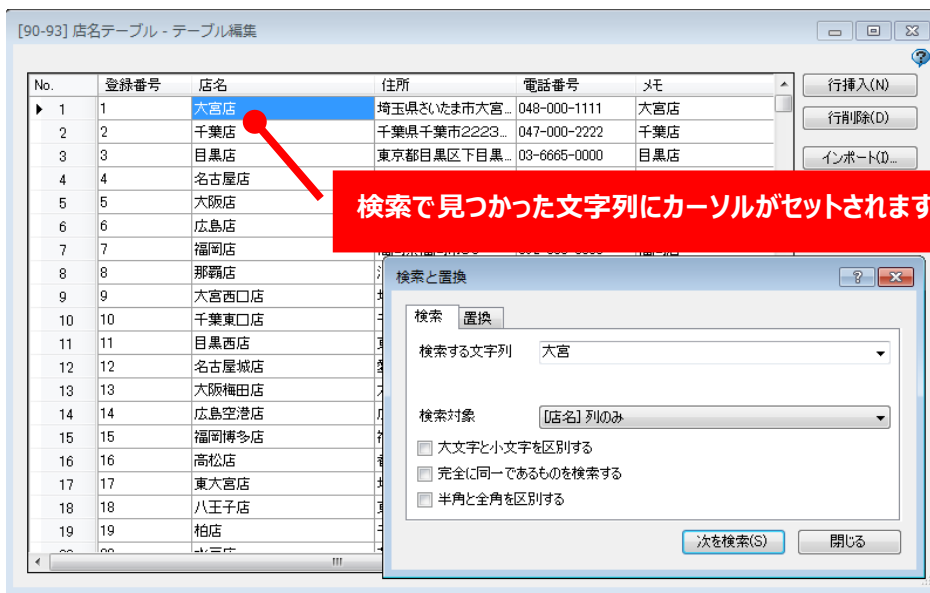 [90-93] 店名テーブル - テーブル編集
No. 登録番号 店名 住所 電話番号 メモ
行挿入(N)
1 1 大宮店 埼玉県さいたま市大宮... 048-000-1111 大宮店
行削除(D)
2 2 千葉店 千葉県千葉市2223... 047-000-2222 千葉店
3 3 目黒店 東京都目黒区下目黒... 03-6665-0000 目黒店
インポート(I)...
4 4 名古屋店
5 5 大阪店
検索で見つかった文字列にカーソルがセットされます
6 6 広島店
7 7 福岡店
8 8 那覇店
9 9 大宮西口店
10 10 千葉東口店
11 11 目黒西店
12 12 名古屋城店
13 13 大阪梅田店
14 14 広島空港店
15 15 福岡博多店
16 16 高松店
17 17 東大宮店
18 18 八王子店
19 19 柏店
検索と置換
検索 置換
検索する文字列 大宮
検索対象 [店名] 列のみ
大文字と小文字を区別する
完全に同一であるものを検索する
半角と全角を区別する
次を検索(S) 閉じる